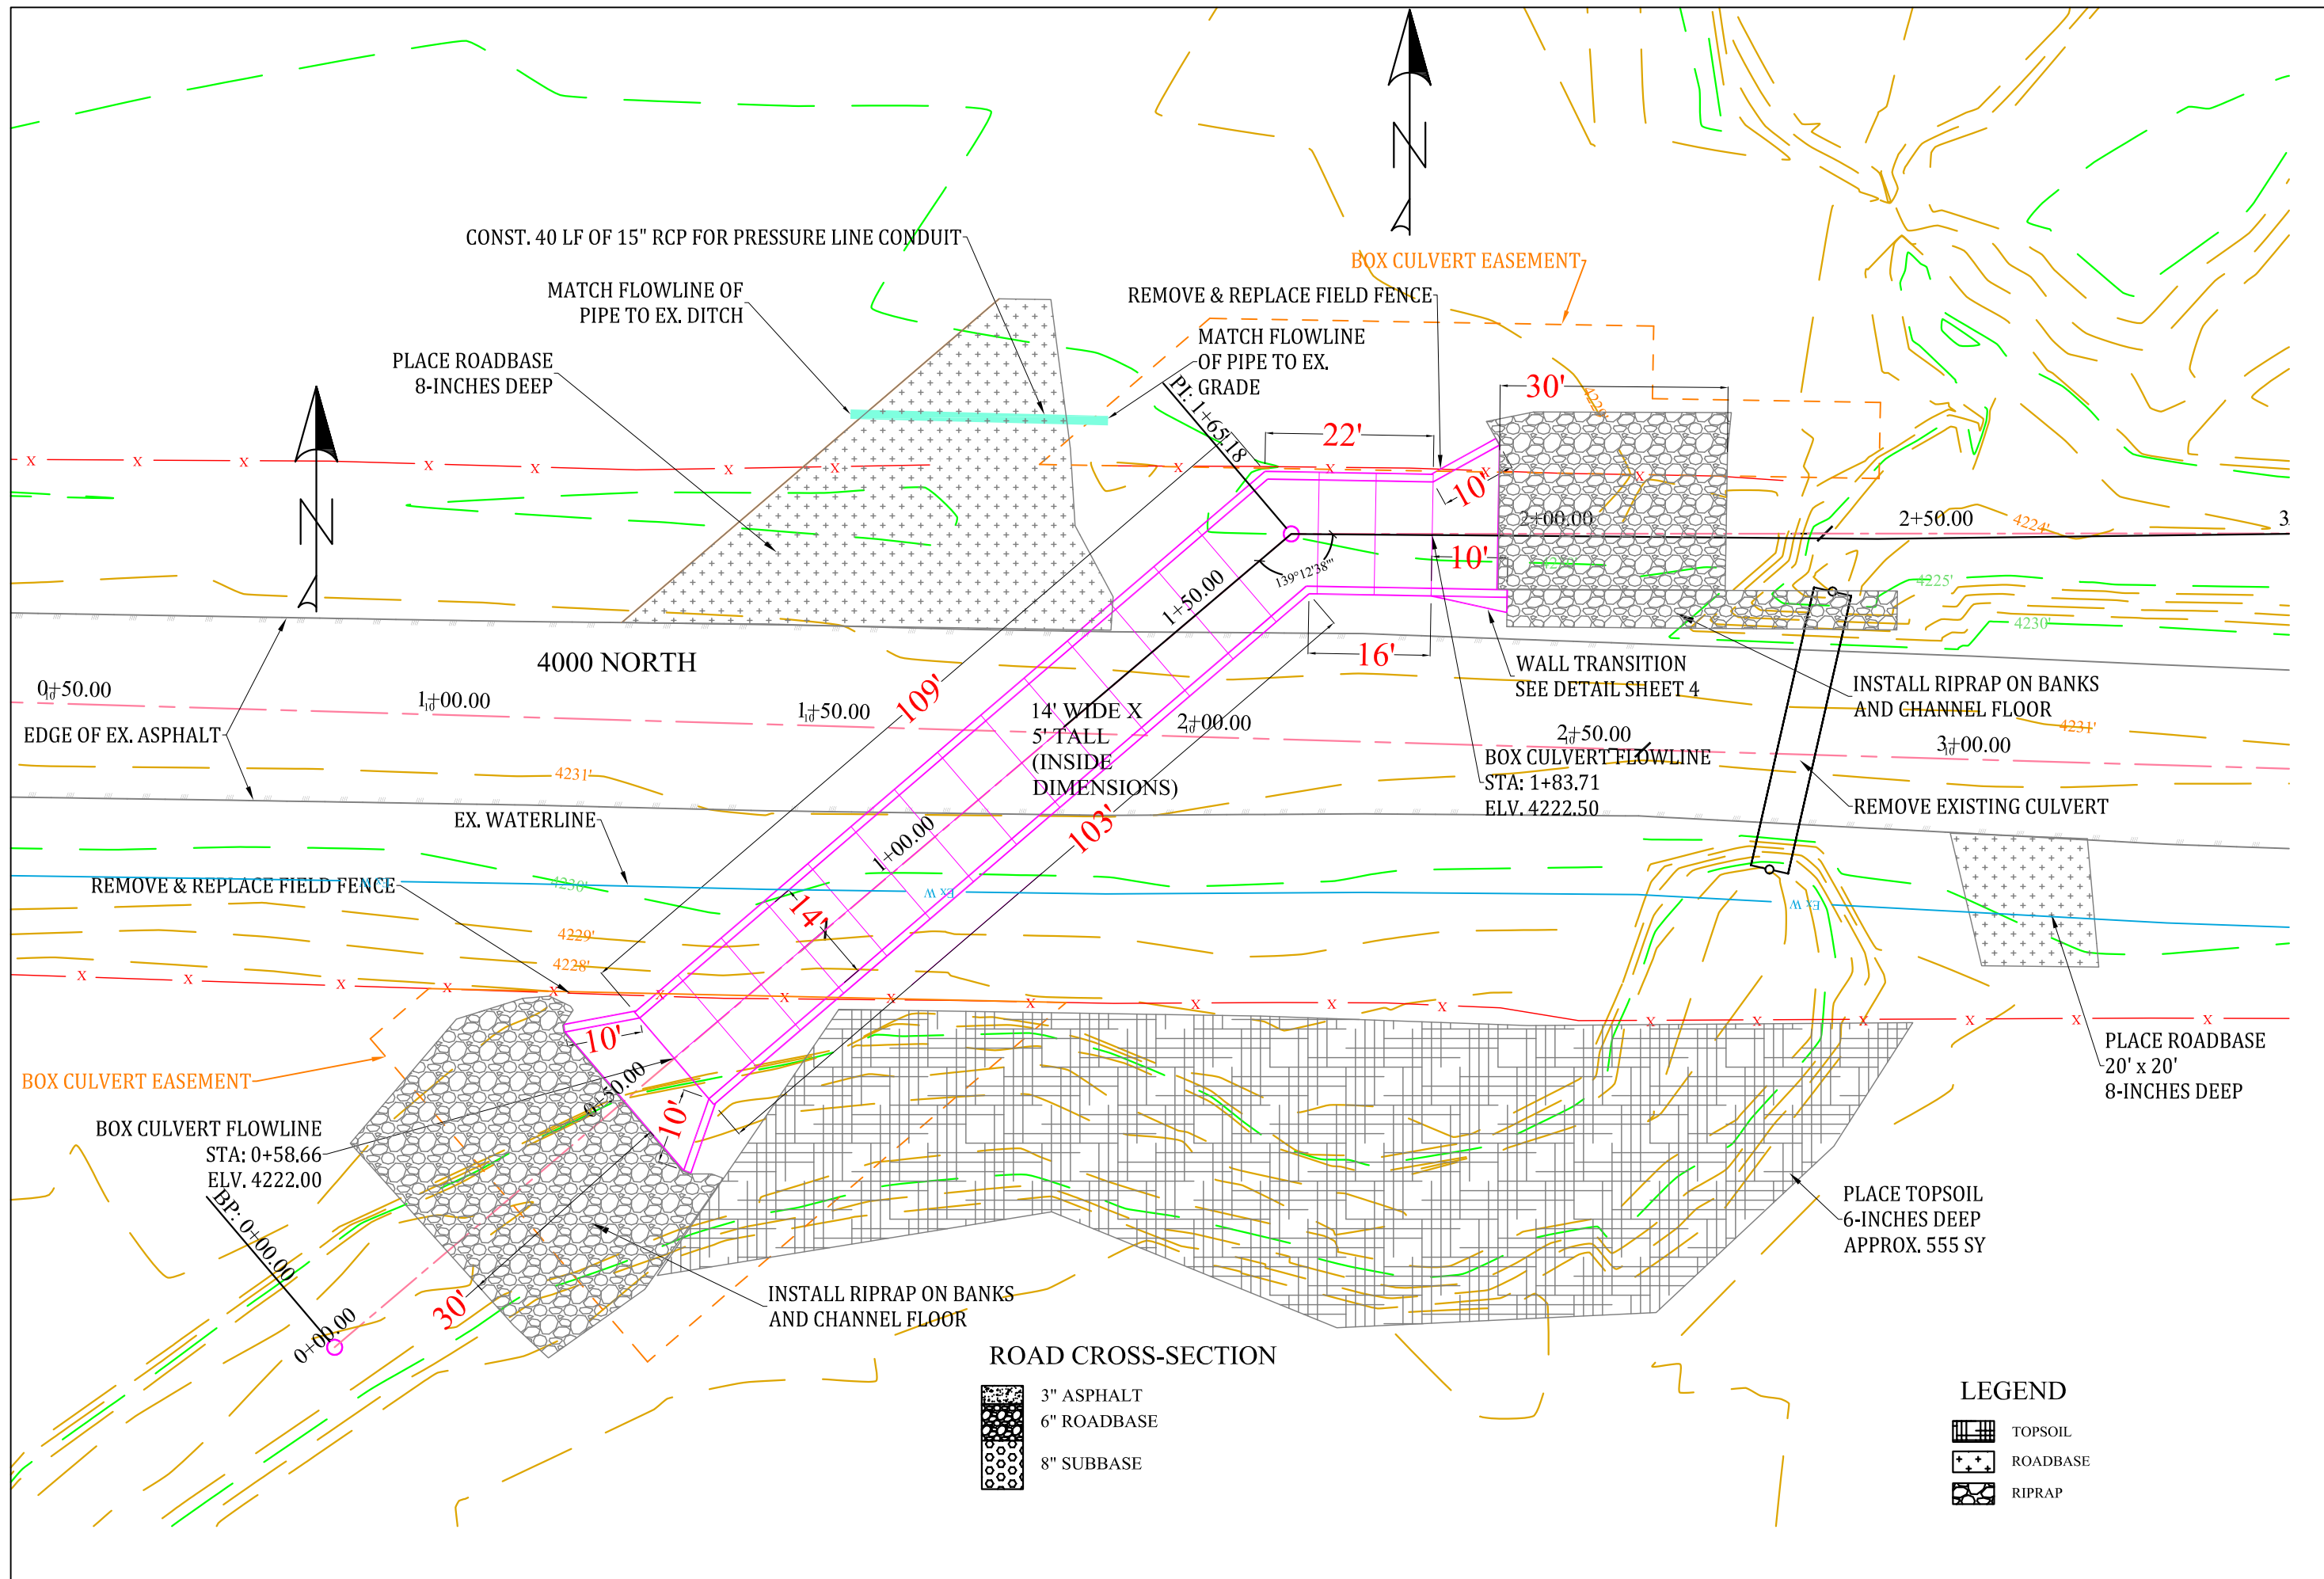 N
CONST. 40 LF OF 15" RCP FOR PRESSURE LINE CONDUIT
BOX CULVERT EASEMENT
MATCH FLOWLINE OF
PIPE TO EX. DITCH
REMOVE & REPLACE FIELD FENCE
MATCH FLOWLINE
OF PIPE TO EX.
GRADE
PLACE ROADBASE
8-INCHES DEEP
PI: 1+65.18
30'
22'
10'
N
2+00.00
2+50.00
4224'
10'
139°12'38"
1+50.00
4225'
4230'
4000 NORTH
16'
WALL TRANSITION
SEE DETAIL SHEET 4
INSTALL RIPRAP ON BANKS
AND CHANNEL FLOOR
0+50.00
1+00.00
1+50.00
109'
14' WIDE X
5' TALL
(INSIDE
DIMENSIONS)
2+00.00
2+50.00
3+00.00
4231'
EDGE OF EX. ASPHALT
BOX CULVERT FLOWLINE
STA: 1+83.71
ELV. 4222.50
4231'
REMOVE EXISTING CULVERT
EX. WATERLINE
103'
1+00.00
REMOVE & REPLACE FIELD FENCE
4230'
Ex W
Ex W
14'
4229'
4228'
10'
PLACE ROADBASE
20' x 20'
8-INCHES DEEP
BOX CULVERT EASEMENT
0+50.00
10'
BOX CULVERT FLOWLINE
STA: 0+58.66
ELV. 4222.00
BP: 0+00.00
PLACE TOPSOIL
6-INCHES DEEP
APPROX. 555 SY
30'
0+00.00
INSTALL RIPRAP ON BANKS
AND CHANNEL FLOOR
ROAD CROSS-SECTION
3" ASPHALT
6" ROADBASE
8" SUBBASE
LEGEND
TOPSOIL
ROADBASE
RIPRAP